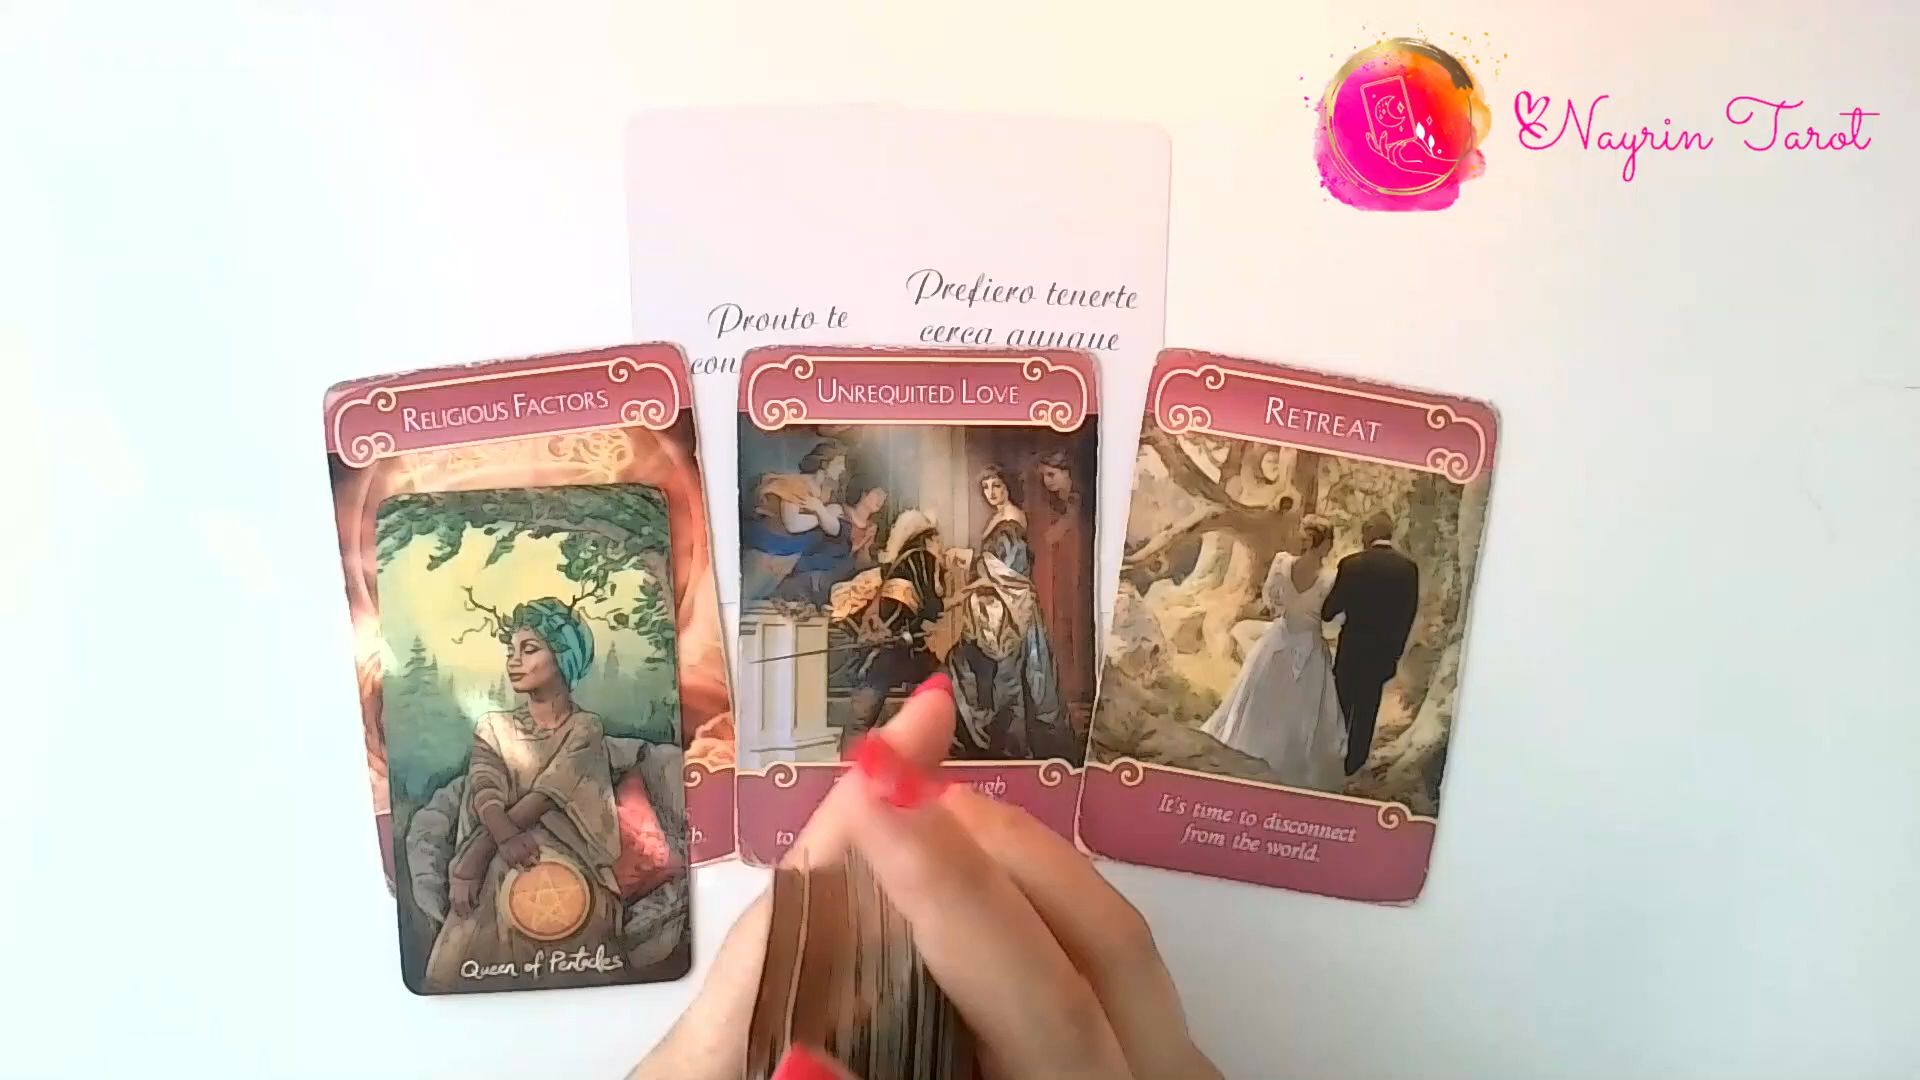 Nayrin Tarot
Prefiero tenerte
cerca aunque
Pronto te
RELIGIOUS FACTORS
UNREQUITED LOVE
RETREAT
to
It's time to disconnect
from the world.
Queen of Pentacles